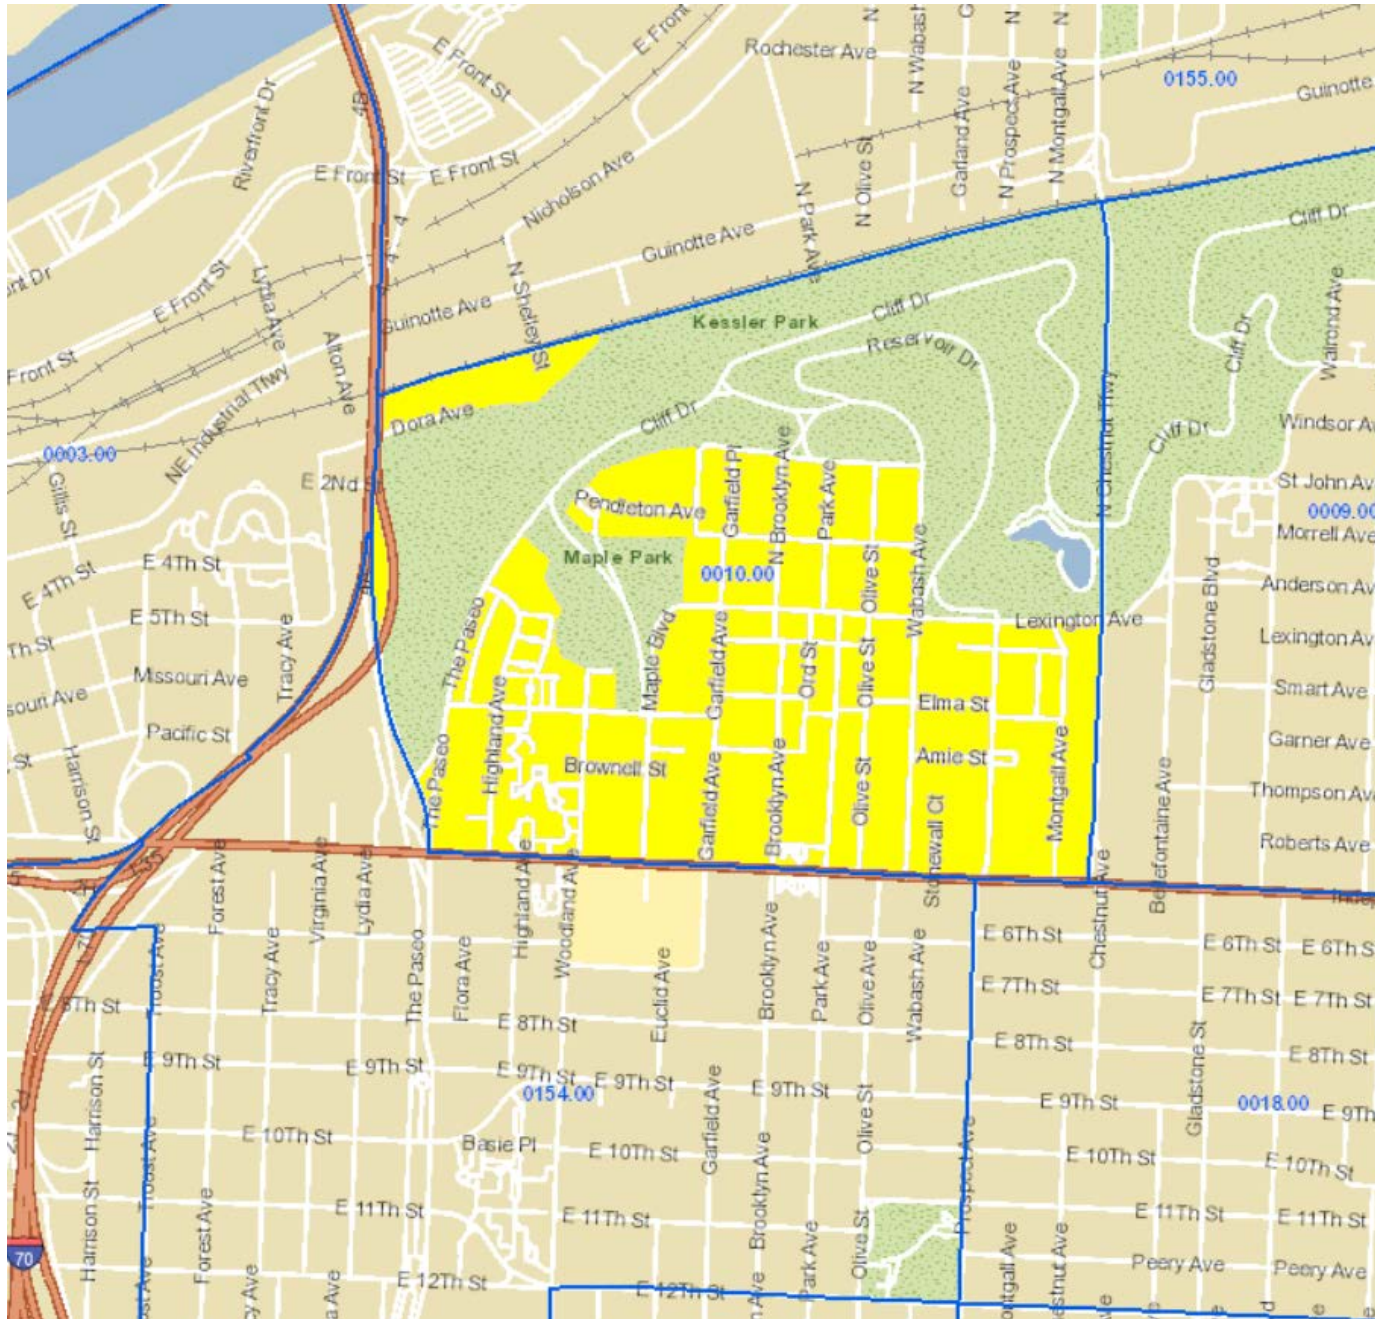 E Front St
E Front
N
N Wabash
G
N
N
Rochester Ave
0155.00
Guinotte
Riverfront Dr
E Front St
E Front St
Nicholson Ave
N Olive St
Garland Ave
N Prospect Ave
N Montgall Ave
N Park Ave
Cliff Dr
Guinotte Ave
4
4
E Front St
Lydia Ave
N Shelley St
Cliff Dr
Kessler Park
Reservoir Dr
Cliff Dr
Walrond Ave
Guinotte Ave
Front St
Alton Ave
NE Industrial Tfwy
Dora Ave
Cliff Dr
Cliff Dr
Windsor Av
0003.00
E 2Nd
N Chestnut Tfwy
St John Av
Gillis St
Pendleton Ave
Garfield Pl
N Brooklyn Ave
Park Ave
0009.00
Morrell Ave
E 4Th St
E 4Th St
Maple Park
0010.00
Olive St
Wabash Ave
Gladstone Blvd
Anderson Av
E 5Th St
Th St
Lexington Ave
Lexington Av
Tracy Ave
The Paseo
Maple Blvd
Garfield Ave
Ord St
Olive St
Missouri Ave
souri Ave
Elma St
Smart Ave
Pacific St
St
Harrison St
Highland Ave
The Paseo
Brownell St
Amie St
Garner Ave
Garfield Ave
Brooklyn Ave
Olive St
Stonewall Ct
Montgall Ave
Bellefontaine Ave
Thompson Av
Roberts Ave
Forest Ave
Virginia Ave
Lydia Ave
Highland Ave
Woodland Ave
Chestnut Ave
Troost Ave
Tracy Ave
The Paseo
Flora Ave
Euclid Ave
Brooklyn Ave
Park Ave
Olive Ave
Wabash Ave
E 6Th St
E 6Th St
E 6Th S
E 7Th St
E 7Th St
E 7Th St
8Th St
E 8Th St
E 8Th St
E 8Th St
E 9Th St
E 9Th St
E 9Th St
E 9Th St
E 9Th St
E 9Th St
E 9Th
0154.00
0018.00
Harrison St
Troost Ave
Garfield Ave
Olive St
Gladstone St
E 10Th St
Basie Pl
E 10Th St
E 10Th St
E 10Th St
Brooklyn Ave
Prospect Ave
Harrison St
Forest Ave
E 11Th St
E 11Th St
E 11Th St
E 11Th St
Park Ave
Olive St
70
E 12Th St
E 12Th St
Peery Ave
Peery Ave